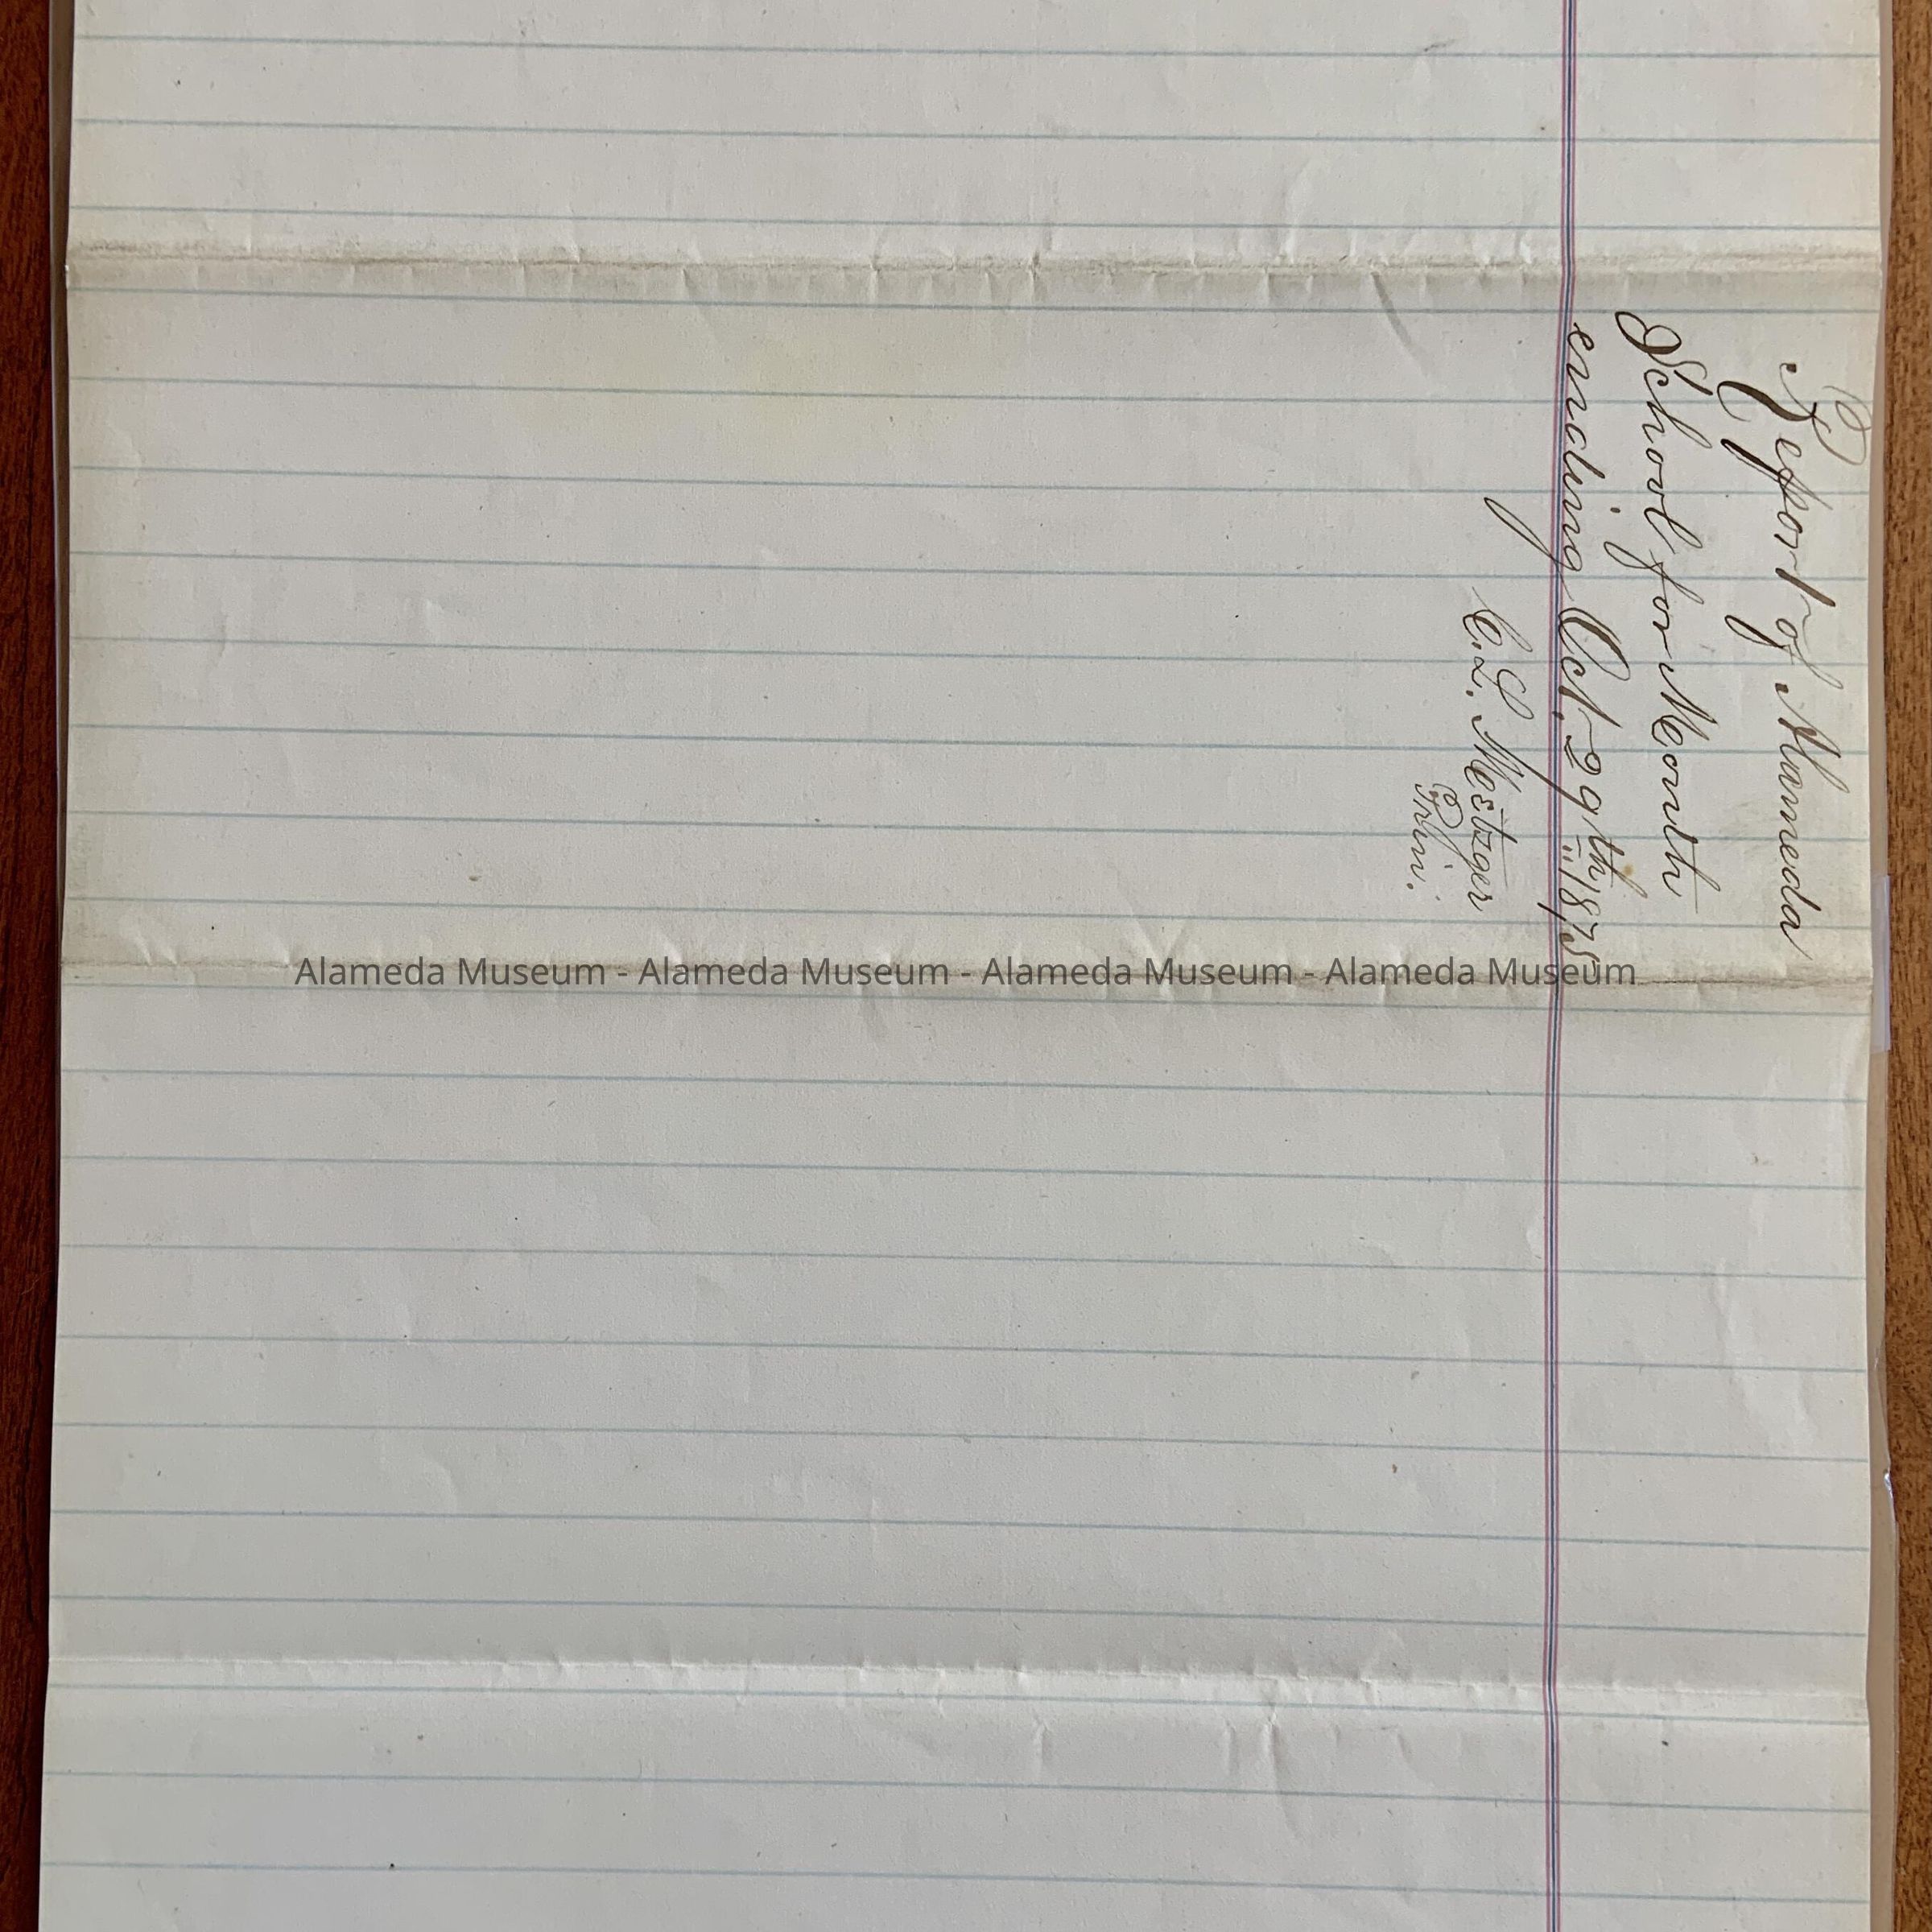 Report of Alameda
School for Month
ending Oct. 29th 1875
C. L. Metzger
Prin.
Alameda Museum - Alameda Museum - Alameda Museum - Alameda Museum